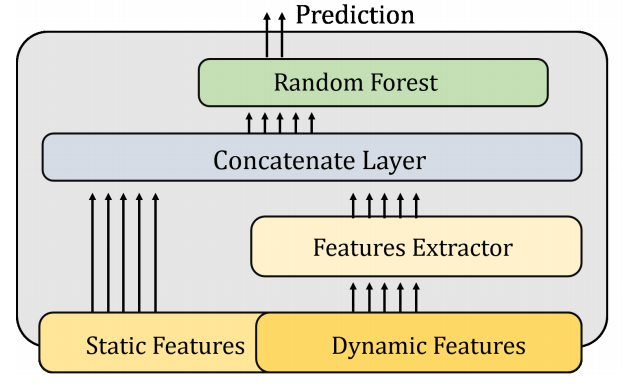 Prediction
Random Forest
Concatenate Layer
Features Extractor
Static Features
Dynamic Features